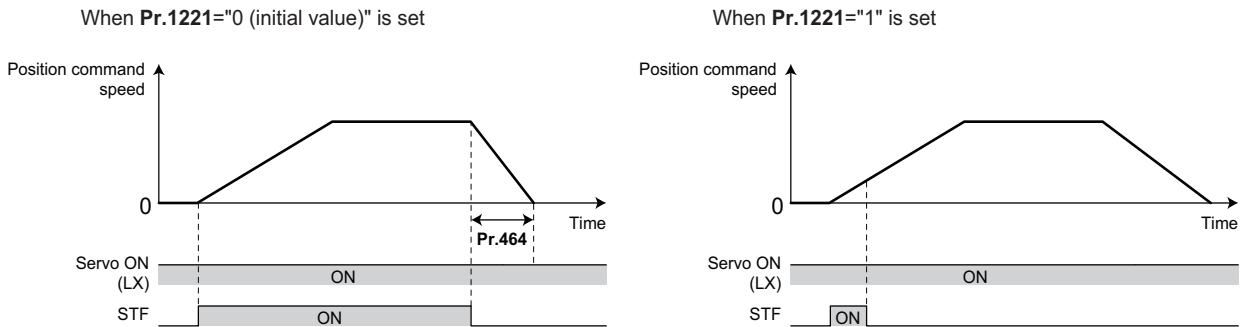 When Pr.1221="0 (initial value)" is set
Position command
speed
0
Time
Pr.464
Servo ON
(LX)
ON
STF
ON
When Pr.1221="1" is set
Position command
speed
0
Time
Servo ON
(LX)
ON
STF
ON